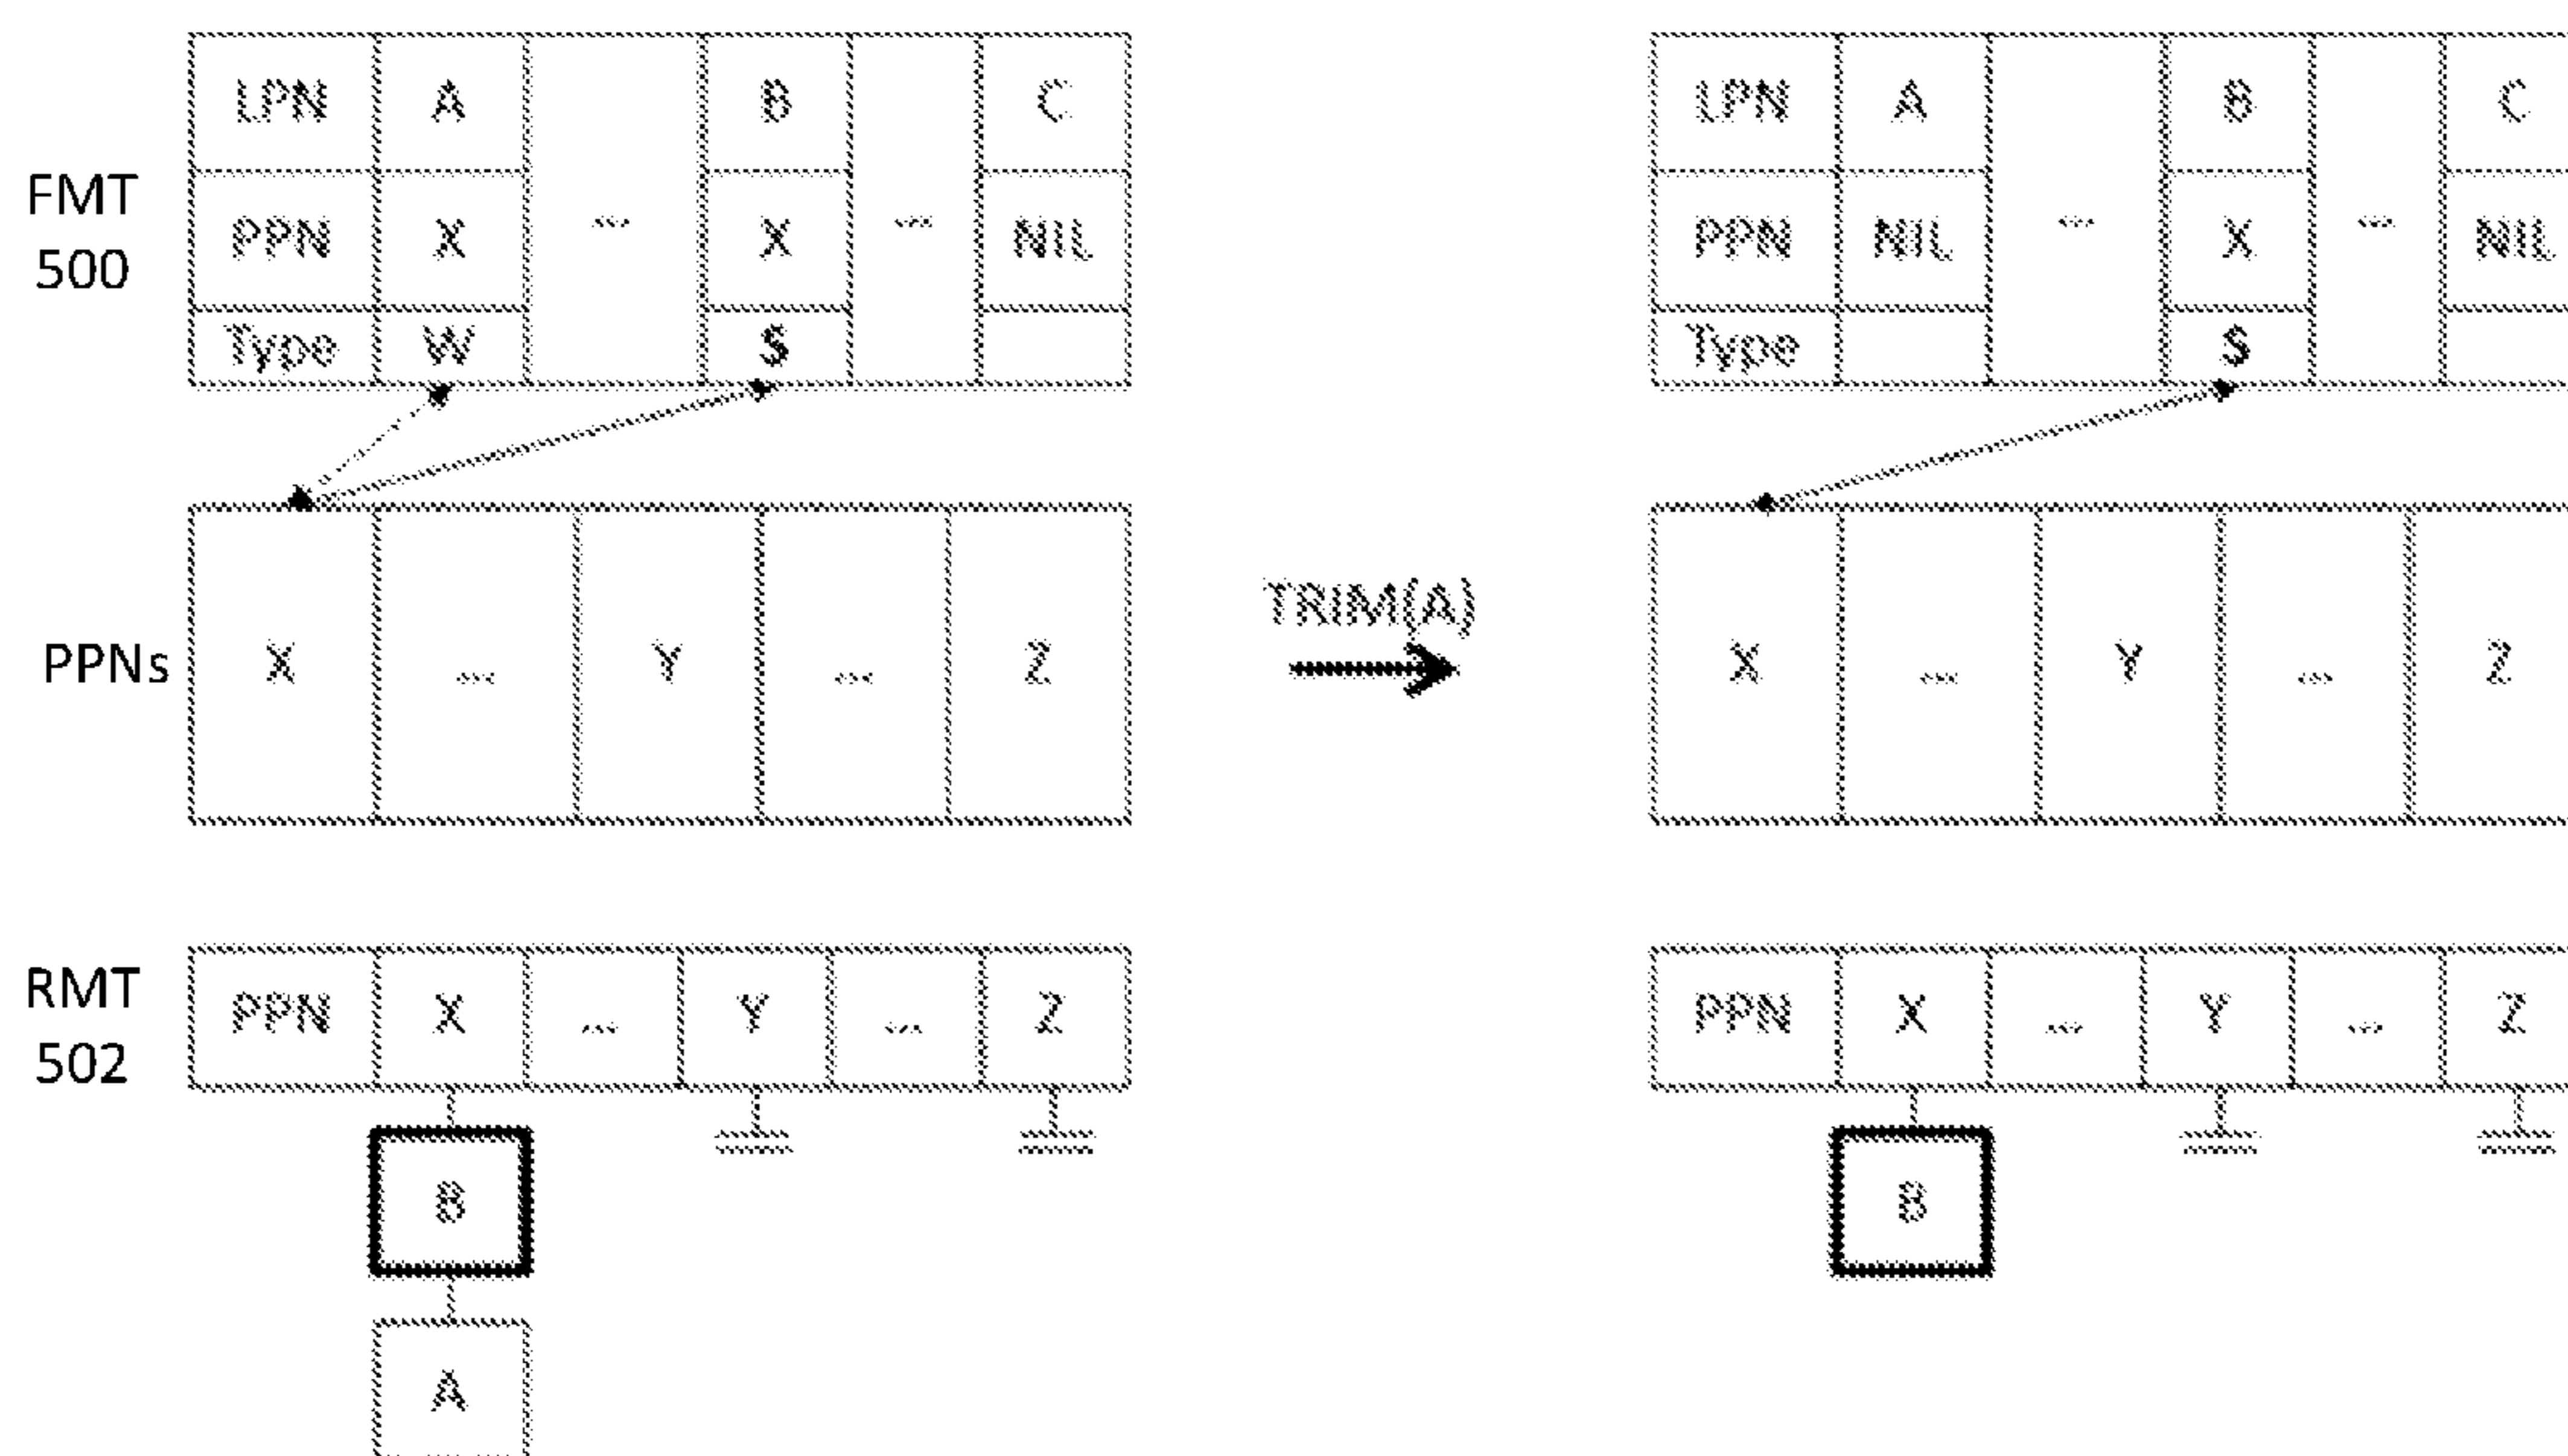 LPN A B C
FMT 500 PPN X ... X ... NIL
Type W S
PPNs X ... Y ... Z
RMT 502 PPN X ... Y ... Z
B
A
TRIM(A)
LPN A B C
PPN NIL ... X ... NIL
Type S
X ... Y ... Z
PPN X ... Y ... Z
B